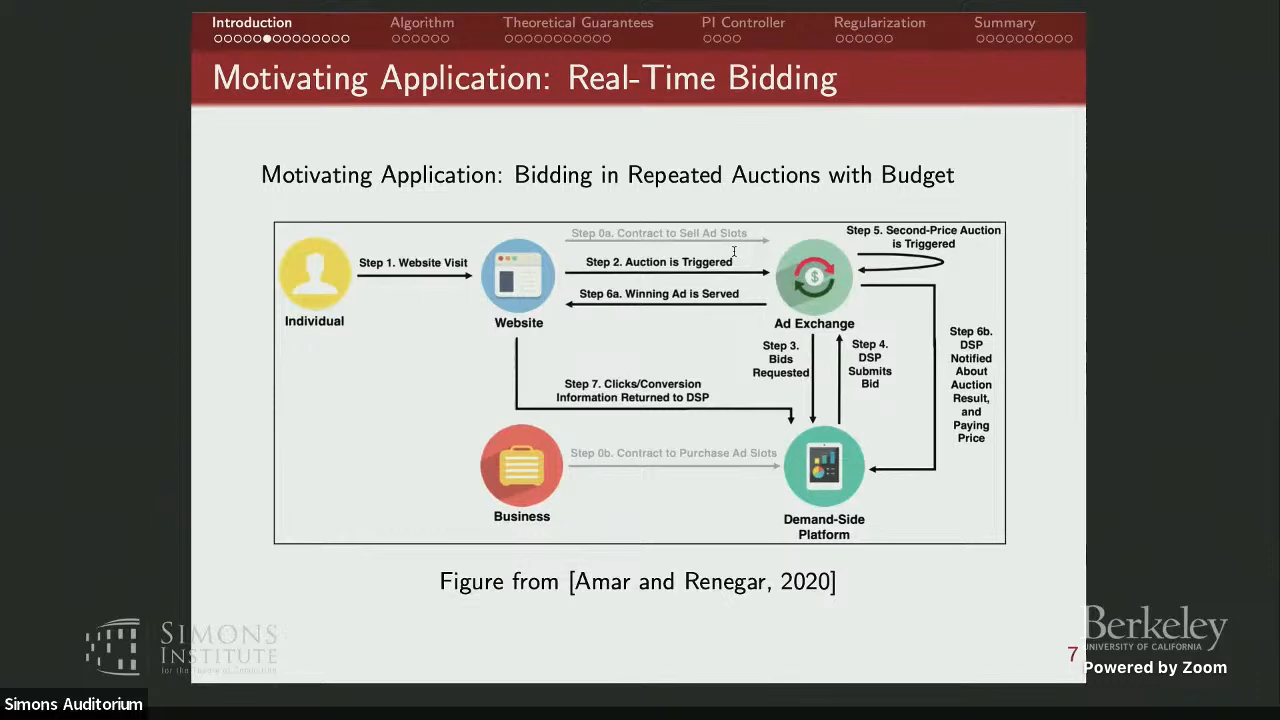 Introduction
Algorithm
Theoretical Guarantees
PI Controller
Regularization
Summary
Motivating Application: Real-Time Bidding
Motivating Application: Bidding in Repeated Auctions with Budget
Step 0a. Contract to Sell Ad Slots
Step 5. Second-Price Auction
is Triggered
Step 1. Website Visit
Step 2. Auction is Triggered
Step 6a. Winning Ad is Served
Individual
Website
Ad Exchange
Step 3.
Bids
Requested
Step 4.
DSP
Submits
Bid
Step 6b.
DSP
Notified
About
Auction
Result,
and
Paying
Price
Step 7. Clicks/Conversion
Information Returned to DSP
Step 0b. Contract to Purchase Ad Slots
Business
Demand-Side
Platform
Figure from [Amar and Renegar, 2020]
SIMONS
INSTITUTE
for the Theory of Computing
Berkeley
UNIVERSITY OF CALIFORNIA
7
Powered by Zoom
Simons Auditorium